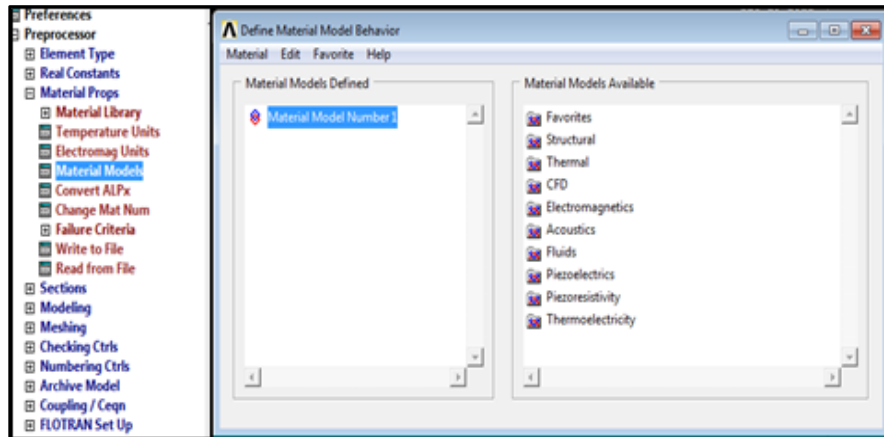 Preferences
Preprocessor
Element Type
Real Constants
Material Props
Material Library
Temperature Units
Electromag Units
Material Models
Convert ALPx
Change Mat Num
Failure Criteria
Write to File
Read from File
Sections
Modeling
Meshing
Checking Ctrls
Numbering Ctrls
Archive Model
Coupling / Ceqn
FLOTRAN Set Up
Define Material Model Behavior
Material Edit Favorite Help
Material Models Defined
Material Model Number 1
Material Models Available
Favorites
Structural
Thermal
CFD
Electromagnetics
Acoustics
Fluids
Piezoelectrics
Piezoresistivity
Thermoelectricity